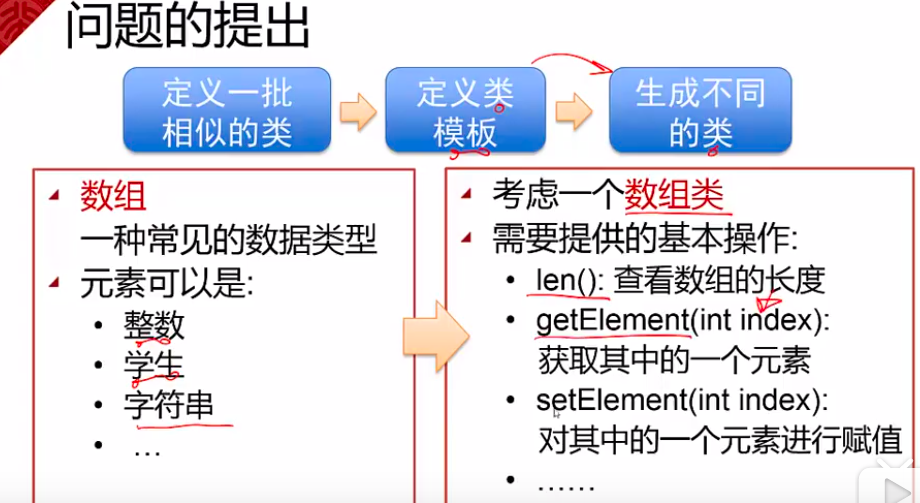 问题的提出
定义一批
相似的类
定义类
模板
生成不同
的类
数组
一种常见的数据类型
元素可以是:
• 整数
• 学生
• 字符串
• …
考虑一个数组类
需要提供的基本操作:
• len(): 查看数组的长度
• getElement(int index):
获取其中的一个元素
• setElement(int index):
对其中的一个元素进行赋值
• ……